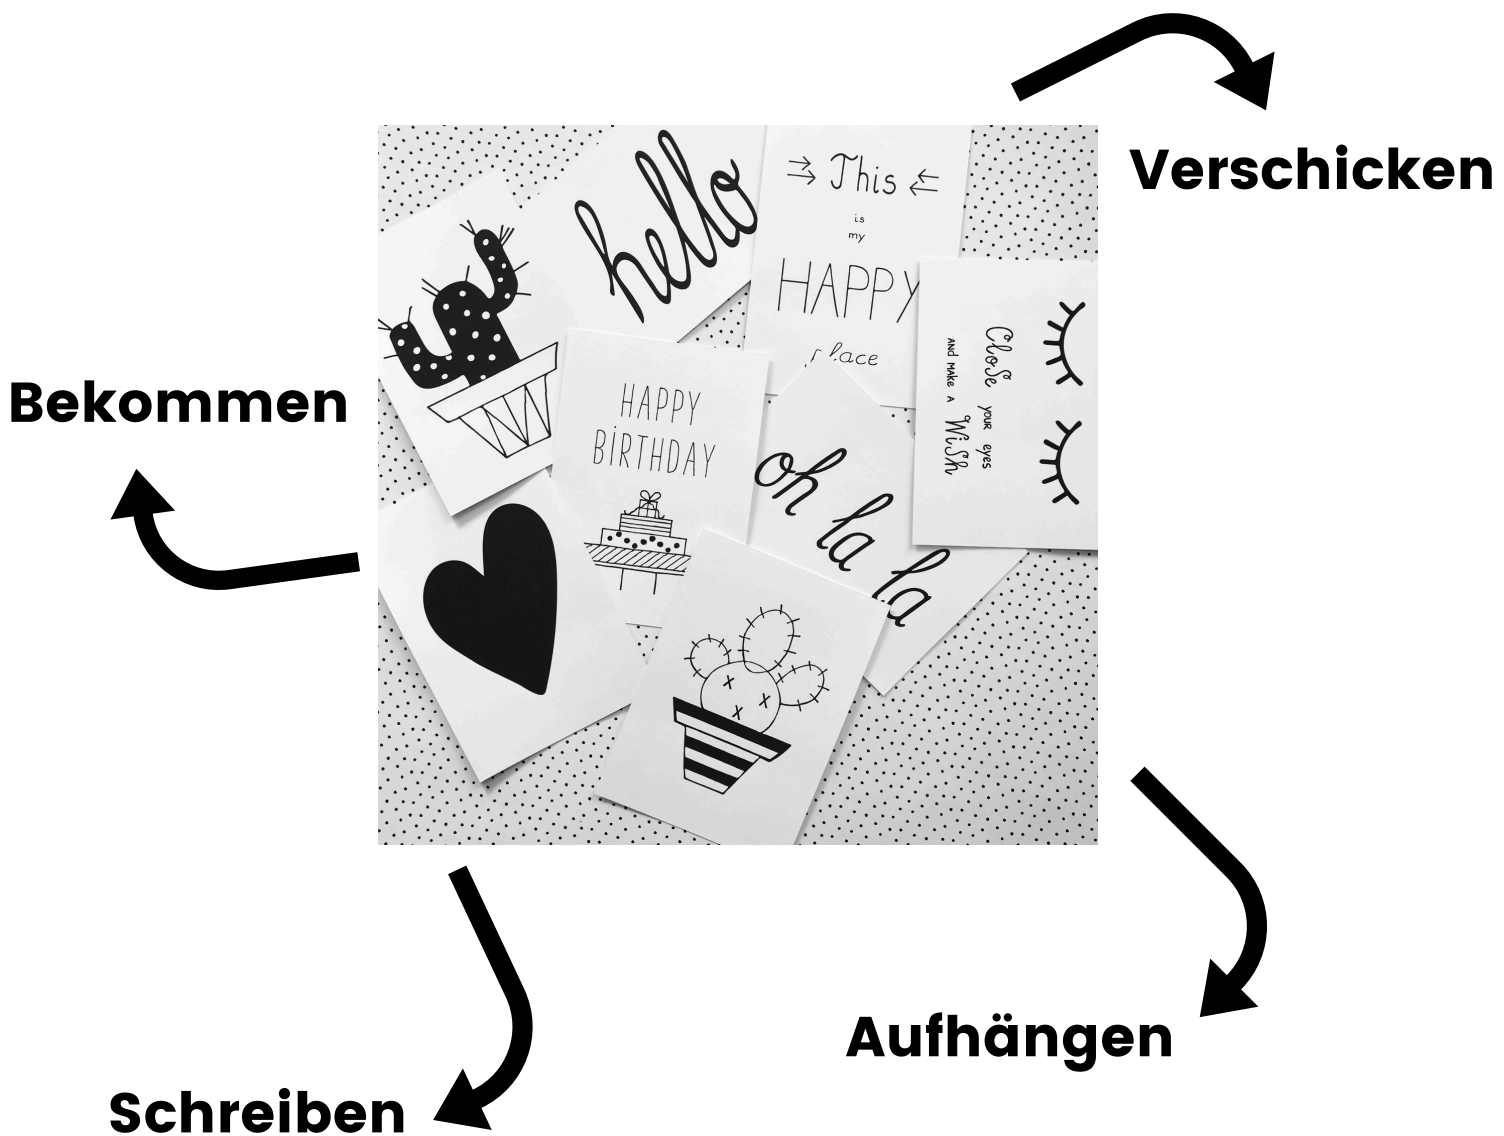 Verschicken
hello
This
is
my
HAPPY
place
Close your eyes
AND MAKE A Wish
Bekommen
HAPPY
BiRTHDAY
oh la la
Aufhängen
Schreiben